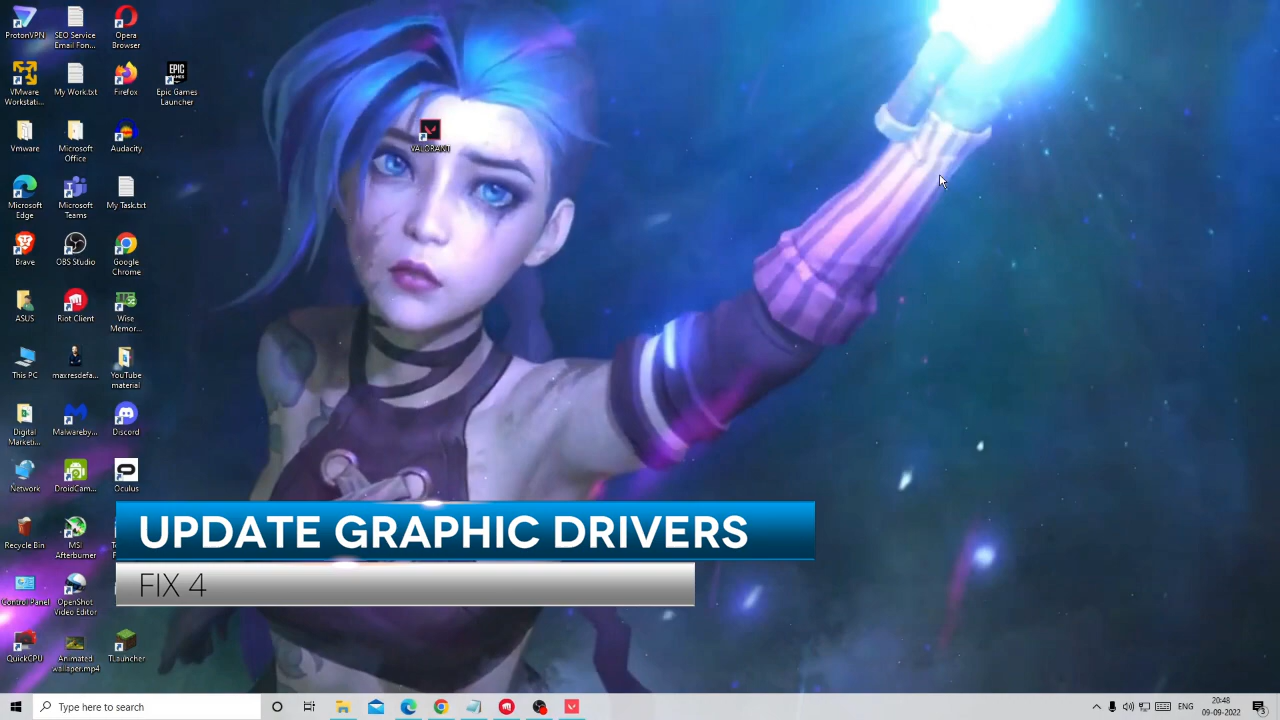 ProtonVPN
SEO Service
Email Fon...
Opera
Browser
VMware
Workstati...
My Work.txt
Firefox
EPIC
GAMES
Epic Games
Launcher
Vmware
Microsoft
Office
Audacity
VALORANT
Microsoft
Edge
Microsoft
Teams
My Task.txt
Brave
OBS Studio
Google
Chrome
ASUS
Riot Client
Wise
Memor...
This PC
maxresdefa...
YouTube
material
Digital
Marketi...
Malwareby...
Discord
Network
DroidCam...
Oculus
Recycle Bin
MSI
Afterburner
UPDATE GRAPHIC DRIVERS
FIX 4
Control Panel
OpenShot
Video Editor
QuickCPU
Animated
wallaper.mp4
TLauncher
Type here to search
ENG
20:48
09-09-2022
3